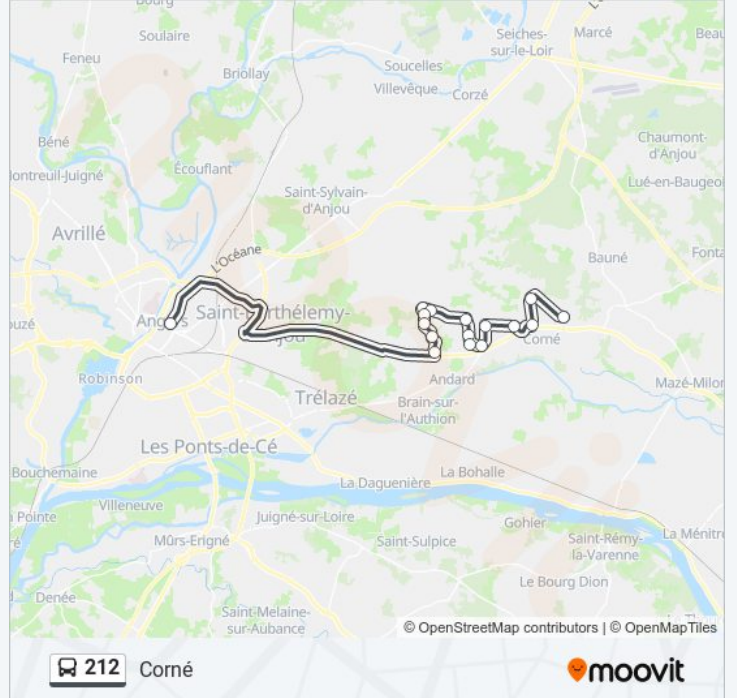 Bourg
Soulaire
Feneu
Briollay
Soucelles
Villevêque
Corzé
Seiches-
sur-le-Loir
Marcé
Beau
Béné
Écouflant
ontreuil-Juigné
Saint-Sylvain-
d'Anjou
Chaumont-
d'Anjou
Lué-en-Baugeoi
Avrillé
L'Océane
Bauné
Fonta
ouzé
Angers
Saint-Barthélemy-
d'Anjou
Corné
Robinson
Andard
Mazé-Milon
Trélazé
Brain-sur-
l'Authion
Les Ponts-de-Cé
Bouchemaine
La Daguenière
La Bohalle
Villeneuve
a Pointe
Juigné-sur-Loire
Gohier
La Ménitré
Mûrs-Erigné
Saint-Sulpice
Saint-Rémy-
la-Varenne
Le Bourg Dion
Denée
Saint-Melaine-
sur-Aubance
© OpenStreetMap contributors | © OpenMapTiles
212 Corné
moovit